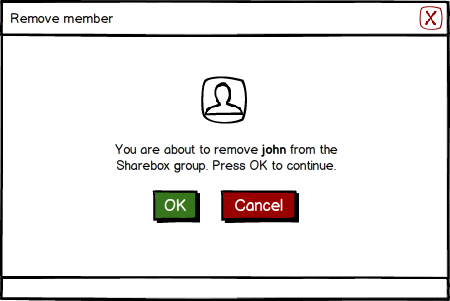 Remove member
X
You are about to remove john from the
Sharebox group. Press OK to continue.
OK
Cancel